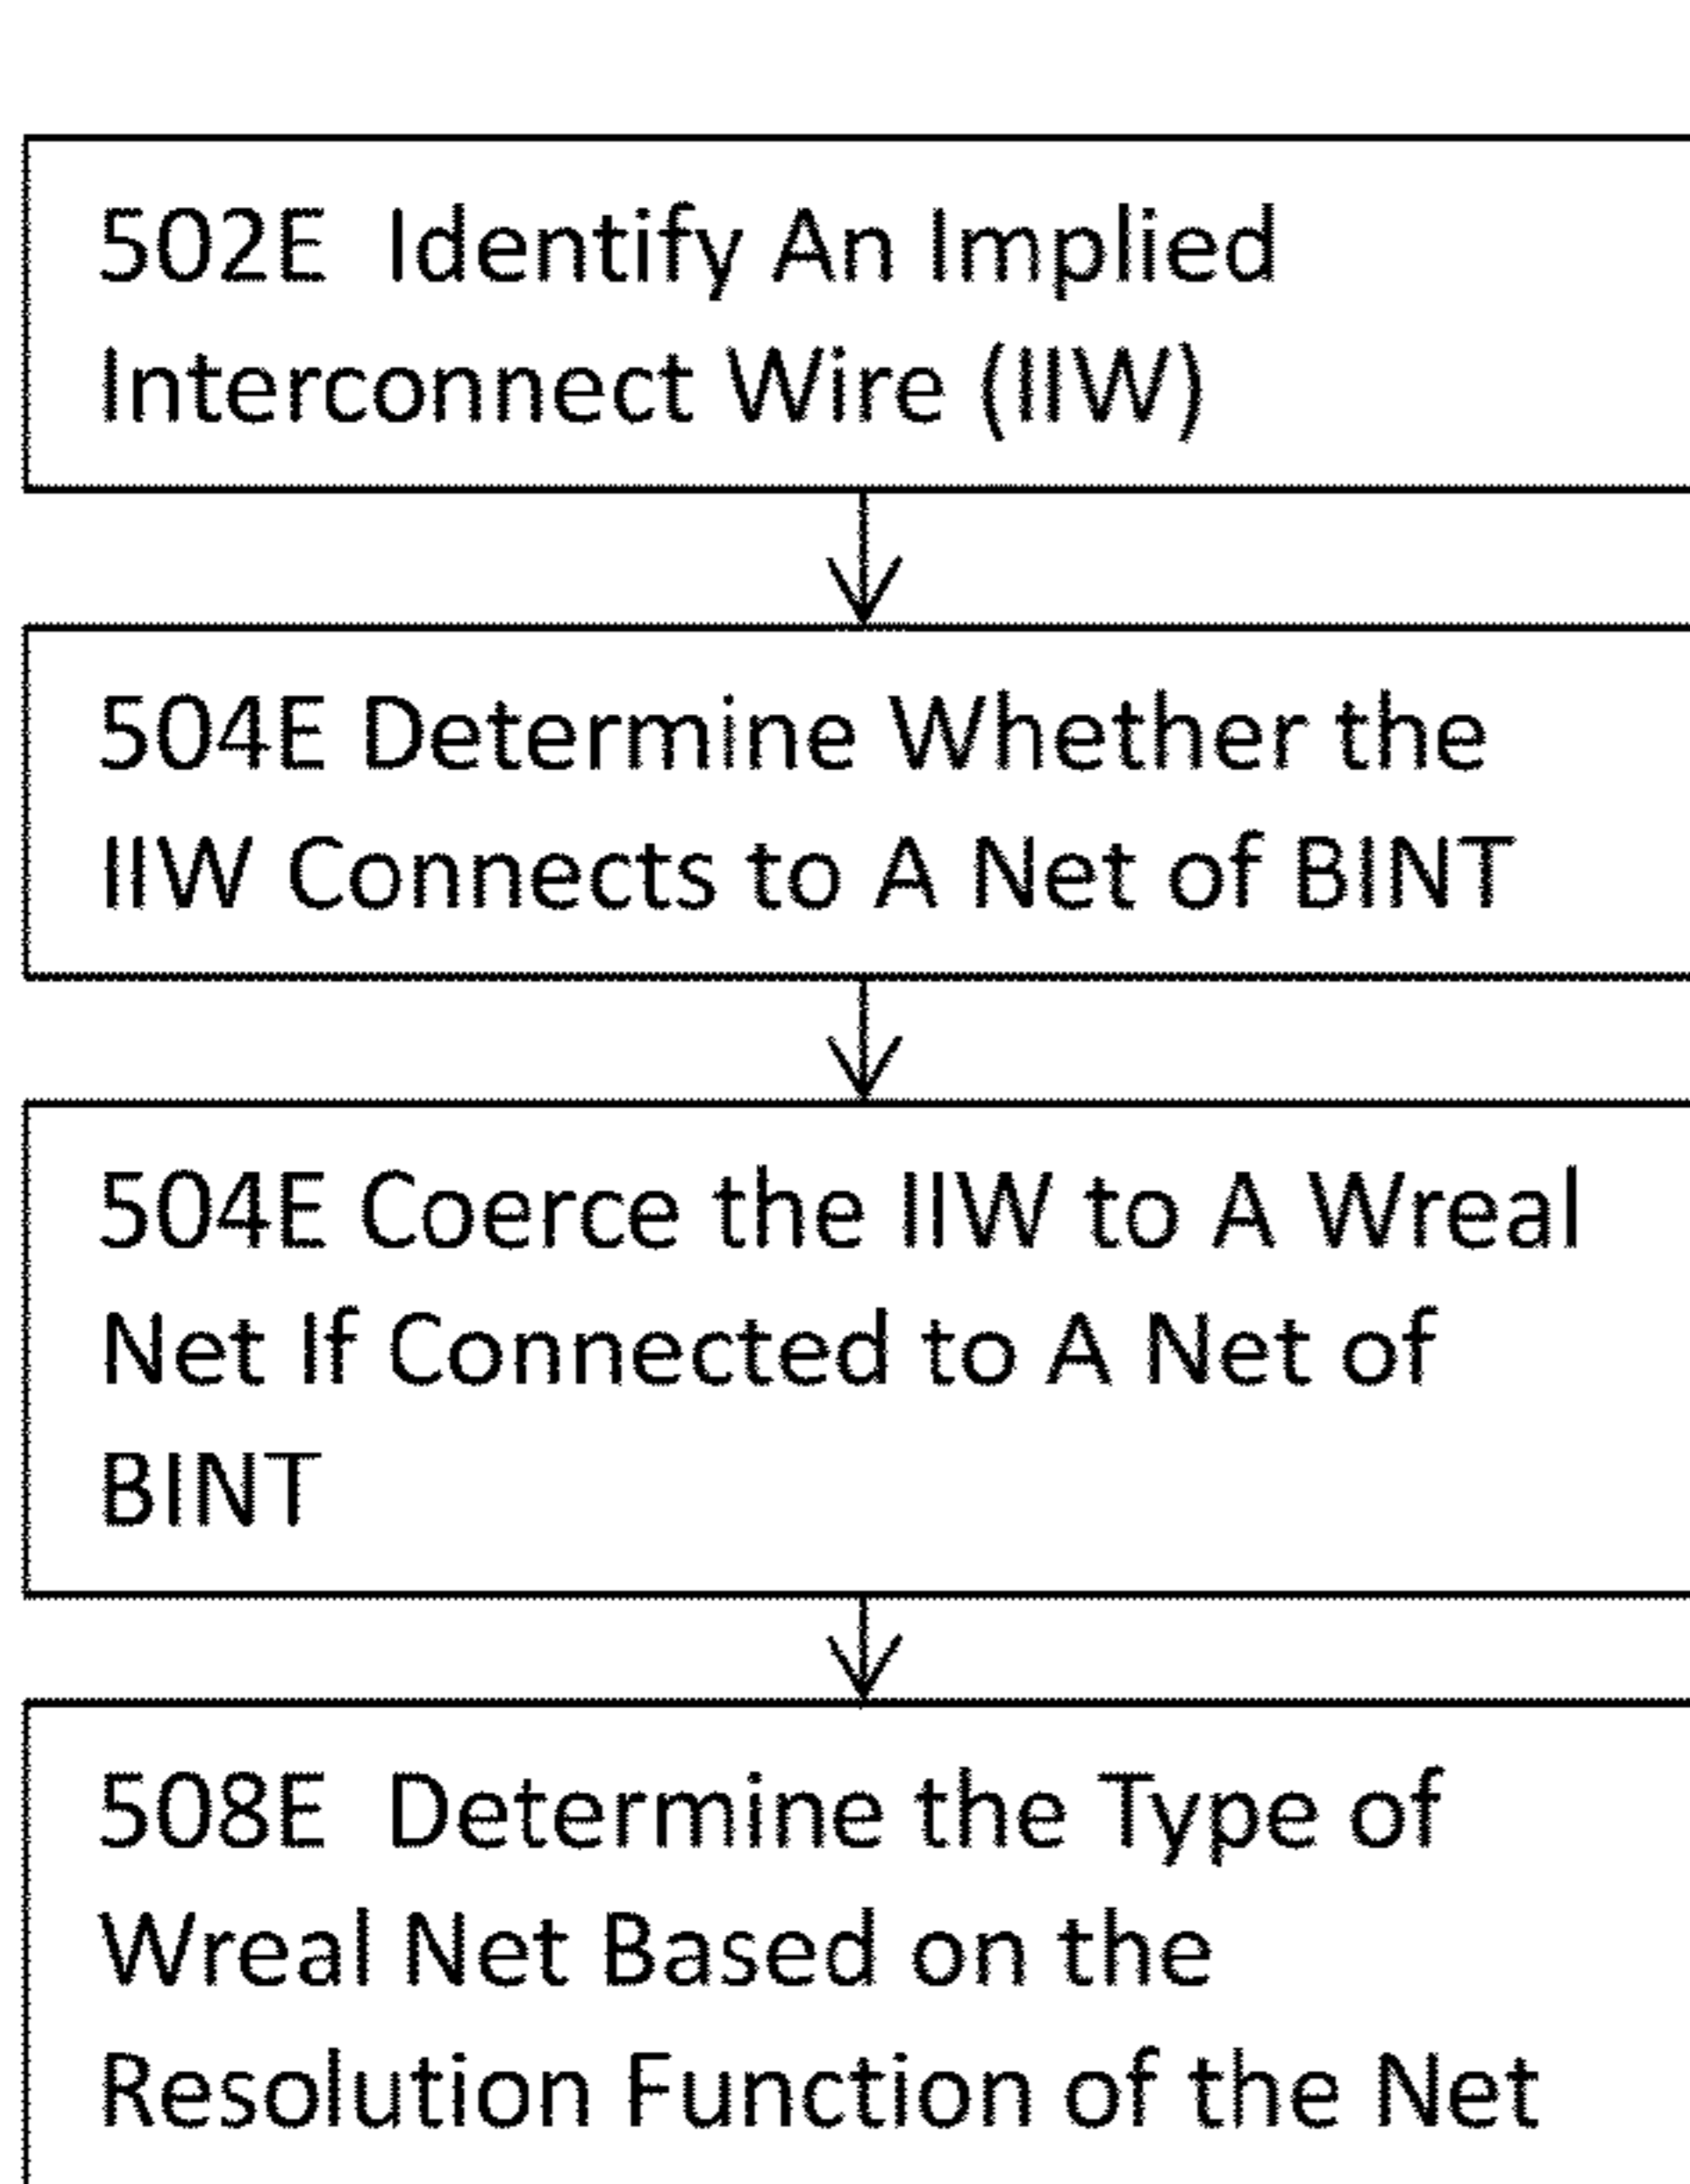 502E Identify An Implied
Interconnect Wire (IIW)
504E Determine Whether the
IIW Connects to A Net of BINT
504E Coerce the IIW to A Wreal
Net If Connected to A Net of
BINT
508E Determine the Type of
Wreal Net Based on the
Resolution Function of the Net